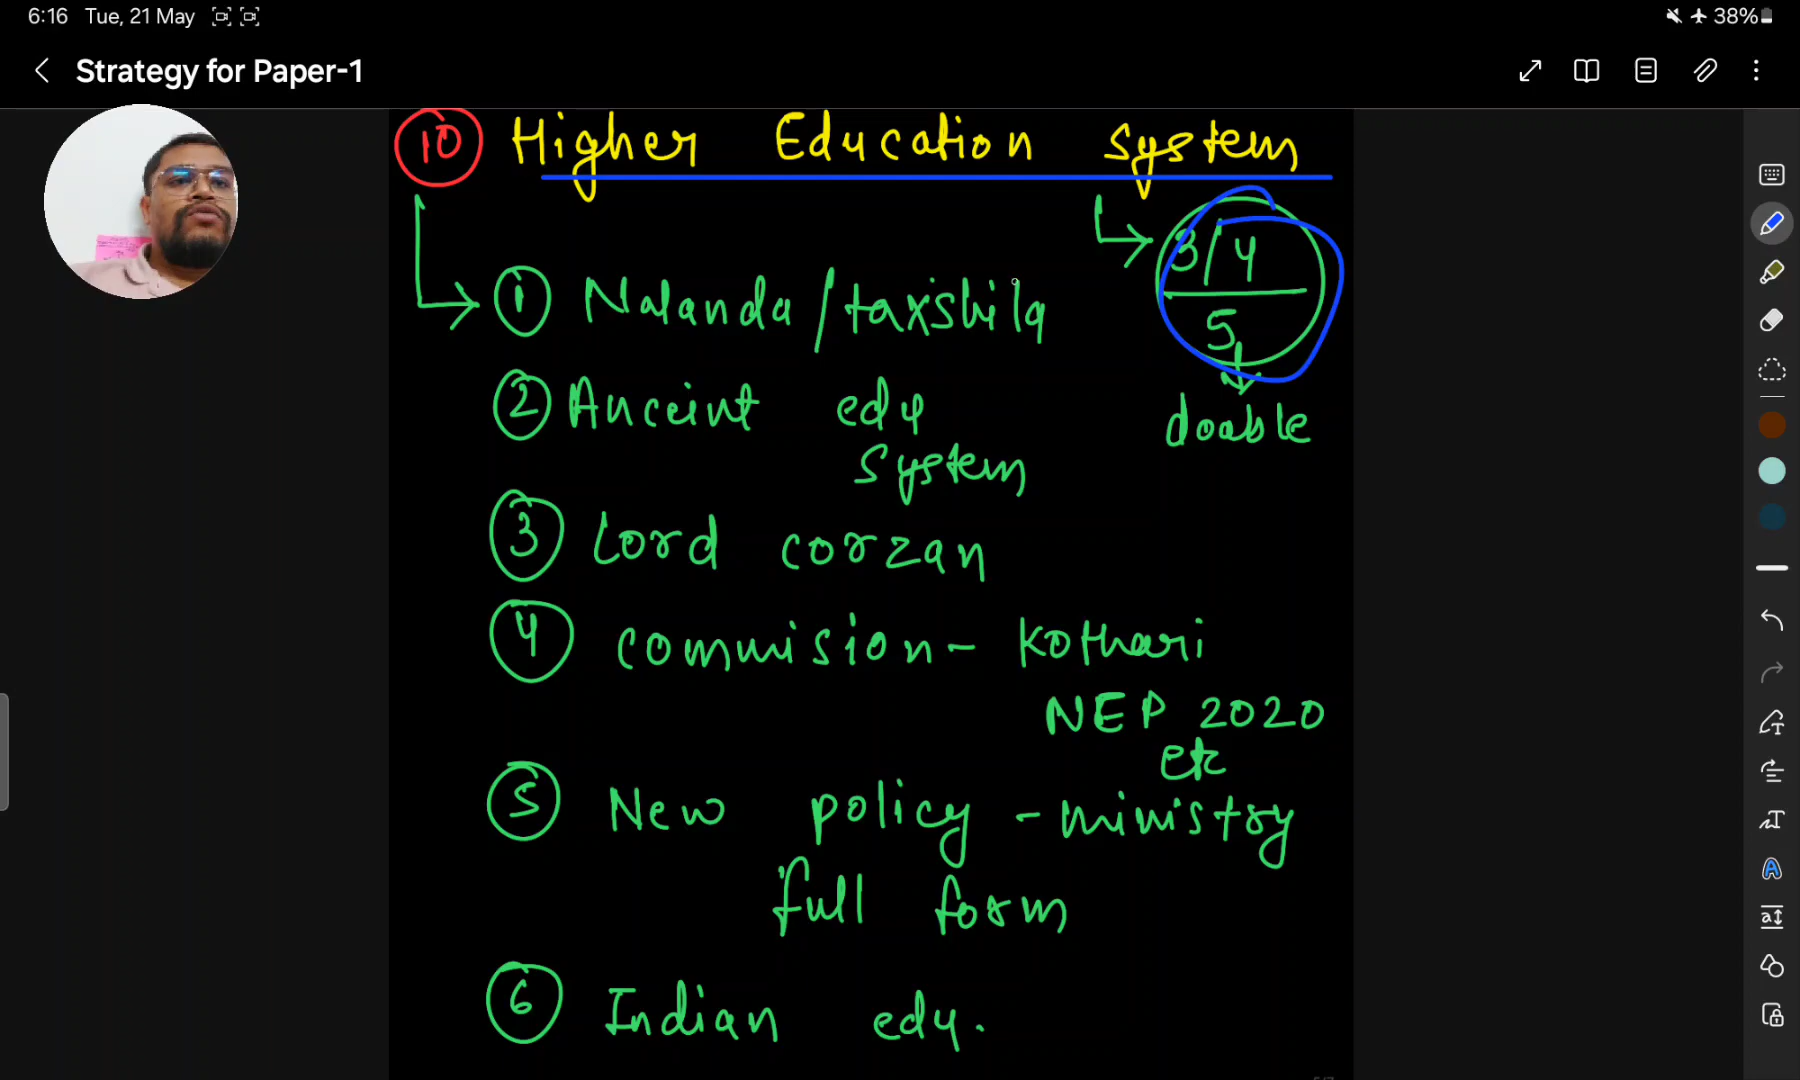 6:16 Tue, 21 May 38%
Strategy for Paper-1
10 Higher Education System
3/4
5
doable
1 Nalanda/taxshila
2 Anceint edu
System
3 Lord corzan
4 commision - Kothari
NEP 2020
etc
5 New policy - ministry
full form
6 Indian edu.